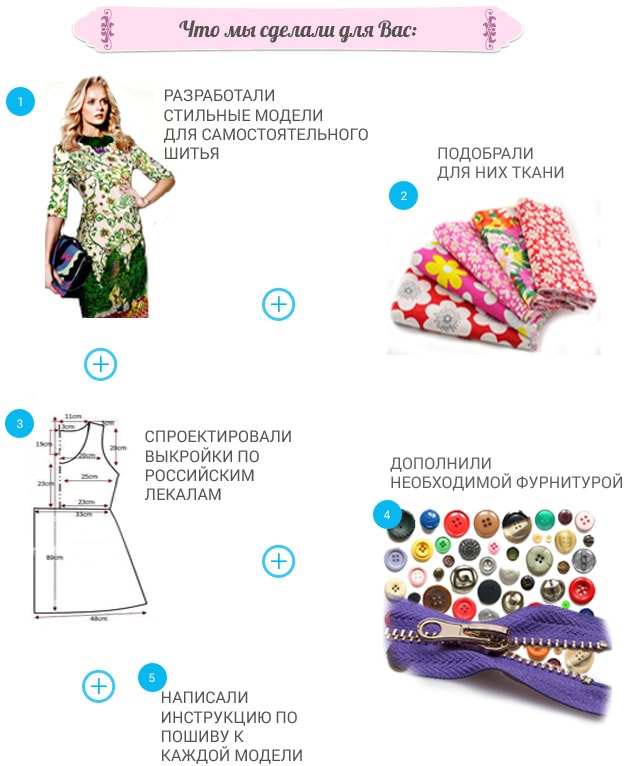 Что мы сделали для Вас:
1
РАЗРАБОТАЛИ
СТИЛЬНЫЕ МОДЕЛИ
ДЛЯ САМОСТОЯТЕЛЬНОГО
ШИТЬЯ
ПОДОБРАЛИ
ДЛЯ НИХ ТКАНИ
2
3
11cm
3cm
3cm
19cm
28cm
20cm
23cm
25cm
23cm
33cm
80cm
48cm
СПРОЕКТИРОВАЛИ
ВЫКРОЙКИ ПО
РОССИЙСКИМ
ЛЕКАЛАМ
ДОПОЛНИЛИ
НЕОБХОДИМОЙ ФУРНИТУРОЙ
4
5
НАПИСАЛИ
ИНСТРУКЦИЮ ПО
ПОШИВУ К
КАЖДОЙ МОДЕЛИ